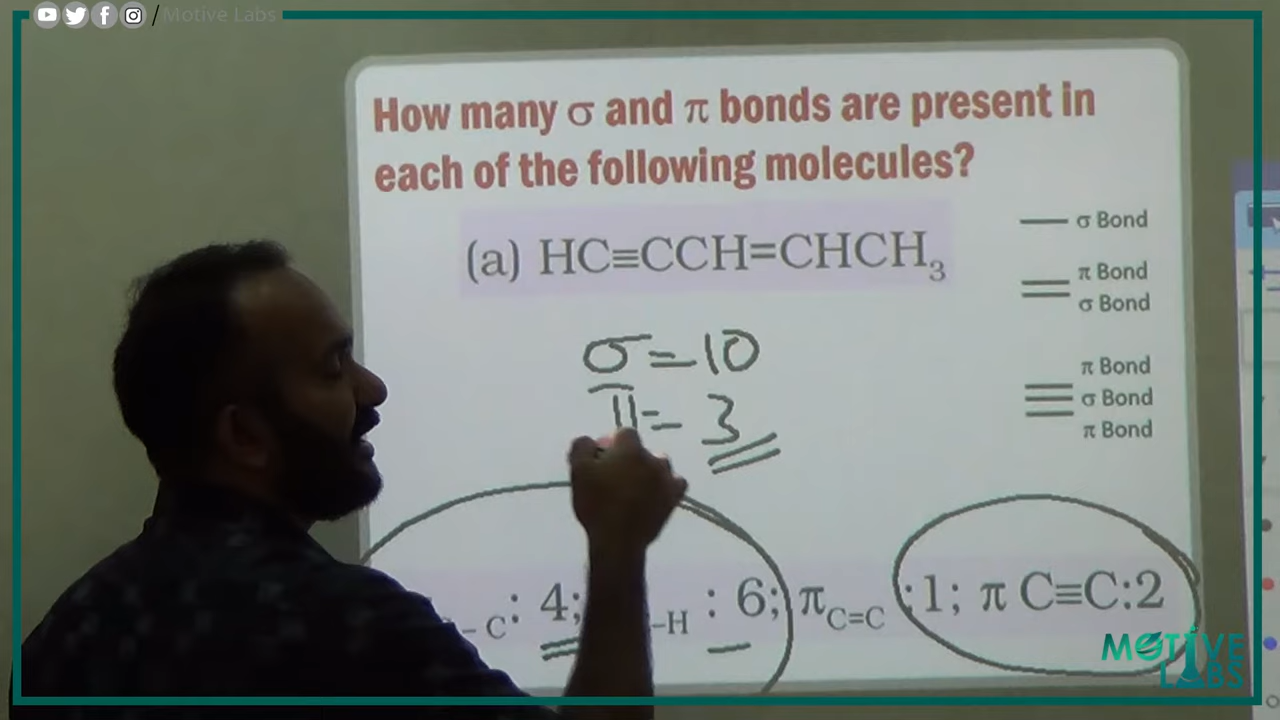 /Motive Labs
How many σ and π bonds are present in
each of the following molecules?
(a) HC≡CCH=CHCH₃
σ Bond
π Bond
σ Bond
π Bond
σ Bond
π Bond
σ = 10
π = 3
– C: 4; –H : 6; π C=C :1; π C≡C:2
MOTIVE
LABS